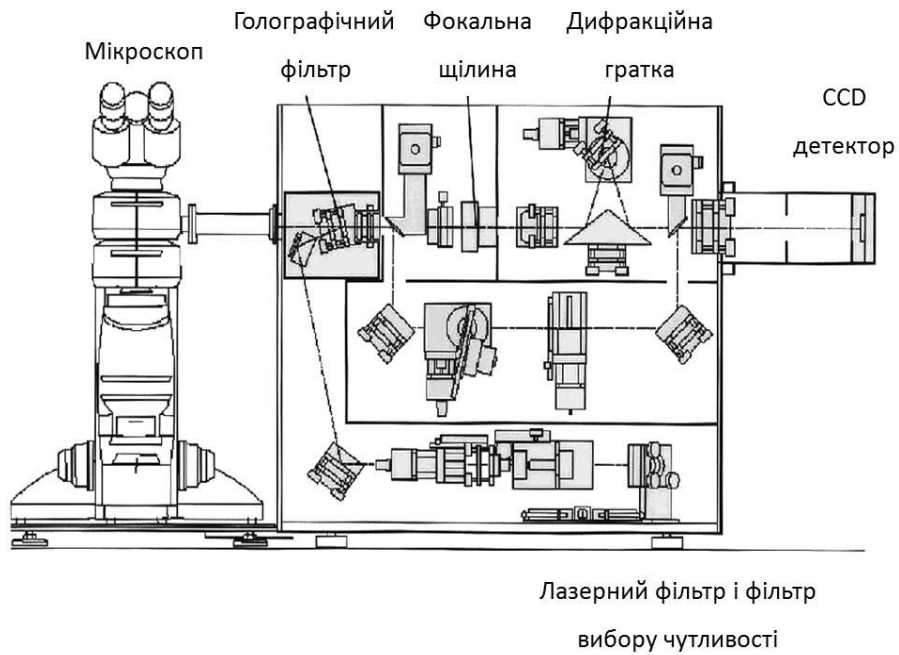 Мікроскоп
Голографічний
фільтр
Фокальна
щілина
Дифракційна
гратка
CCD
детектор
Лазерний фільтр і фільтр
вибору чутливості